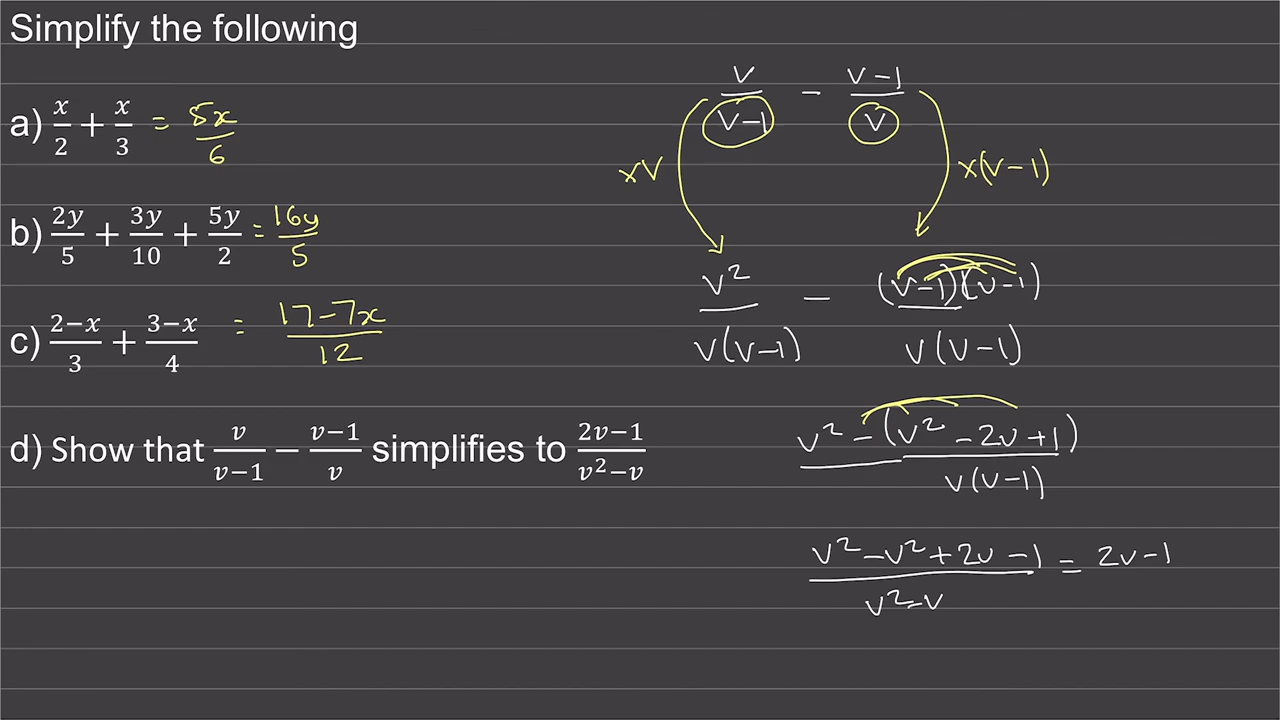 Simplify the following
a) x/2 + x/3 = 5x/6
b) 2y/5 + 3y/10 + 5y/2 = 16y/5
c) 2−x/3 + 3−x/4 = 17−7x/12
d) Show that v/v−1 − v−1/v simplifies to 2v−1/v²−v
v/v−1 − v−1/v
xv x(v−1)
v²/v(v−1) − (v−1)(v−1)/v(v−1)
v² − (v² − 2v + 1)/v(v−1)
v² − v² + 2v − 1/v² − v = 2v − 1